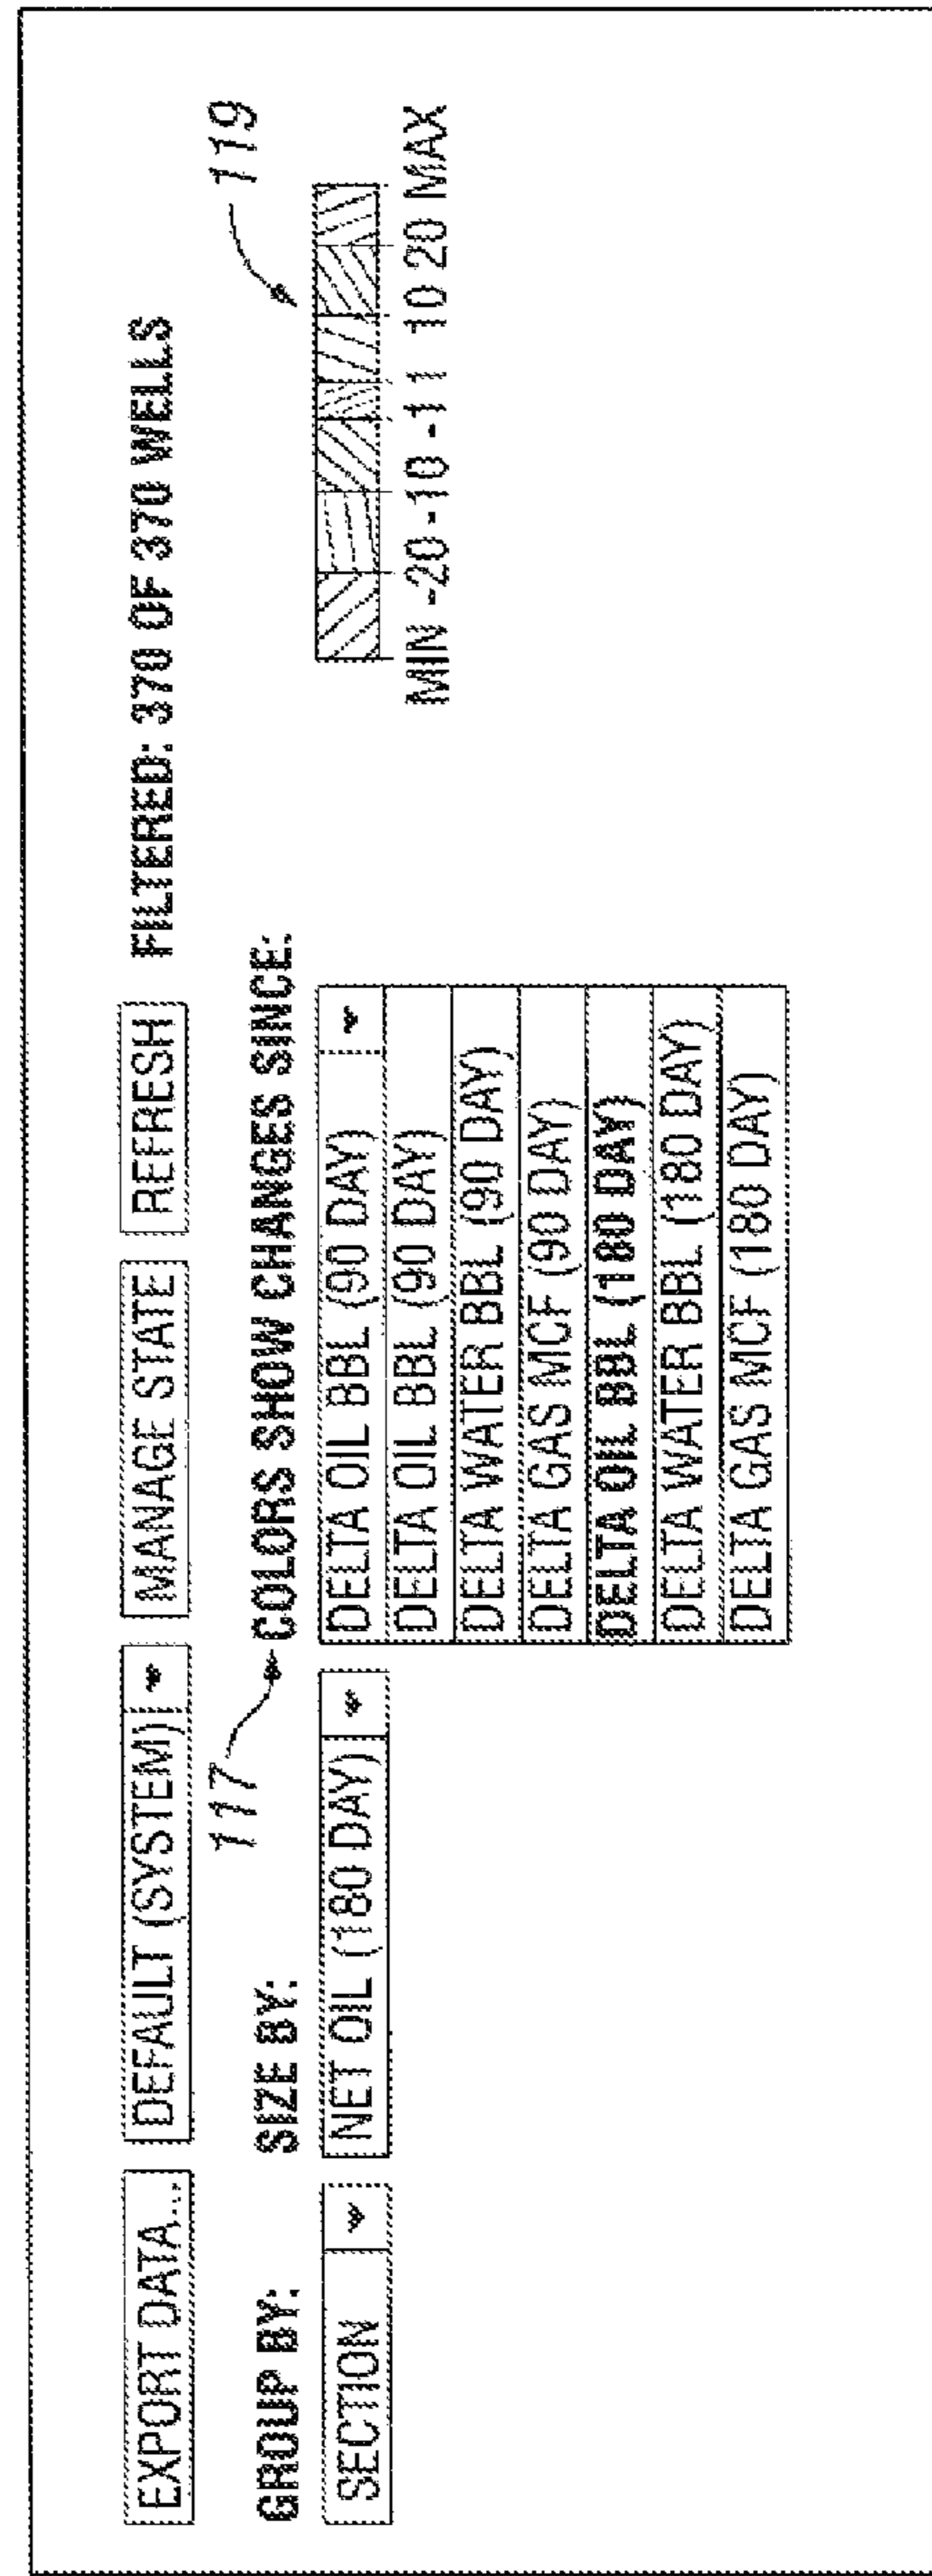 EXPORT DATA... DEFAULT (SYSTEM) MANAGE STATE REFRESH FILTERED: 370 OF 370 WELLS
GROUP BY: SIZE BY: 117 COLORS SHOW CHANGES SINCE: 119
SECTION NET OIL (180 DAY) DELTA OIL BBL (90 DAY)
DELTA OIL BBL (90 DAY) MIN -20 -10 -1 1 10 20 MAX
DELTA WATER BBL (90 DAY)
DELTA GAS MCF (90 DAY)
DELTA OIL BBL (180 DAY)
DELTA WATER BBL (180 DAY)
DELTA GAS MCF (180 DAY)